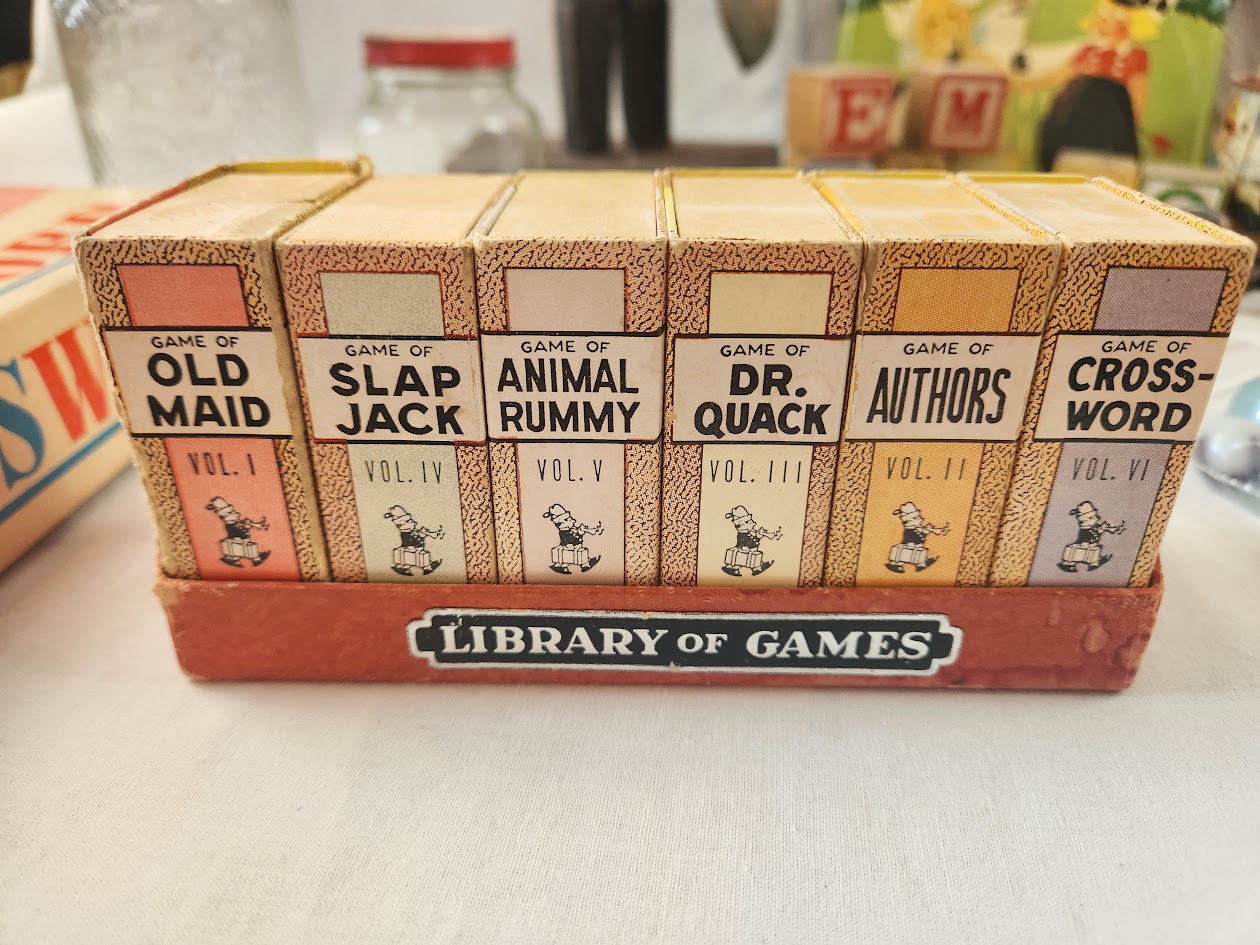 GAME OF
OLD
MAID
VOL. I
GAME OF
SLAP
JACK
VOL. IV
GAME OF
ANIMAL
RUMMY
VOL. V
GAME OF
DR.
QUACK
VOL. III
GAME OF
AUTHORS
VOL. II
GAME OF
CROSS-
WORD
VOL. VI
LIBRARY OF GAMES
E
M